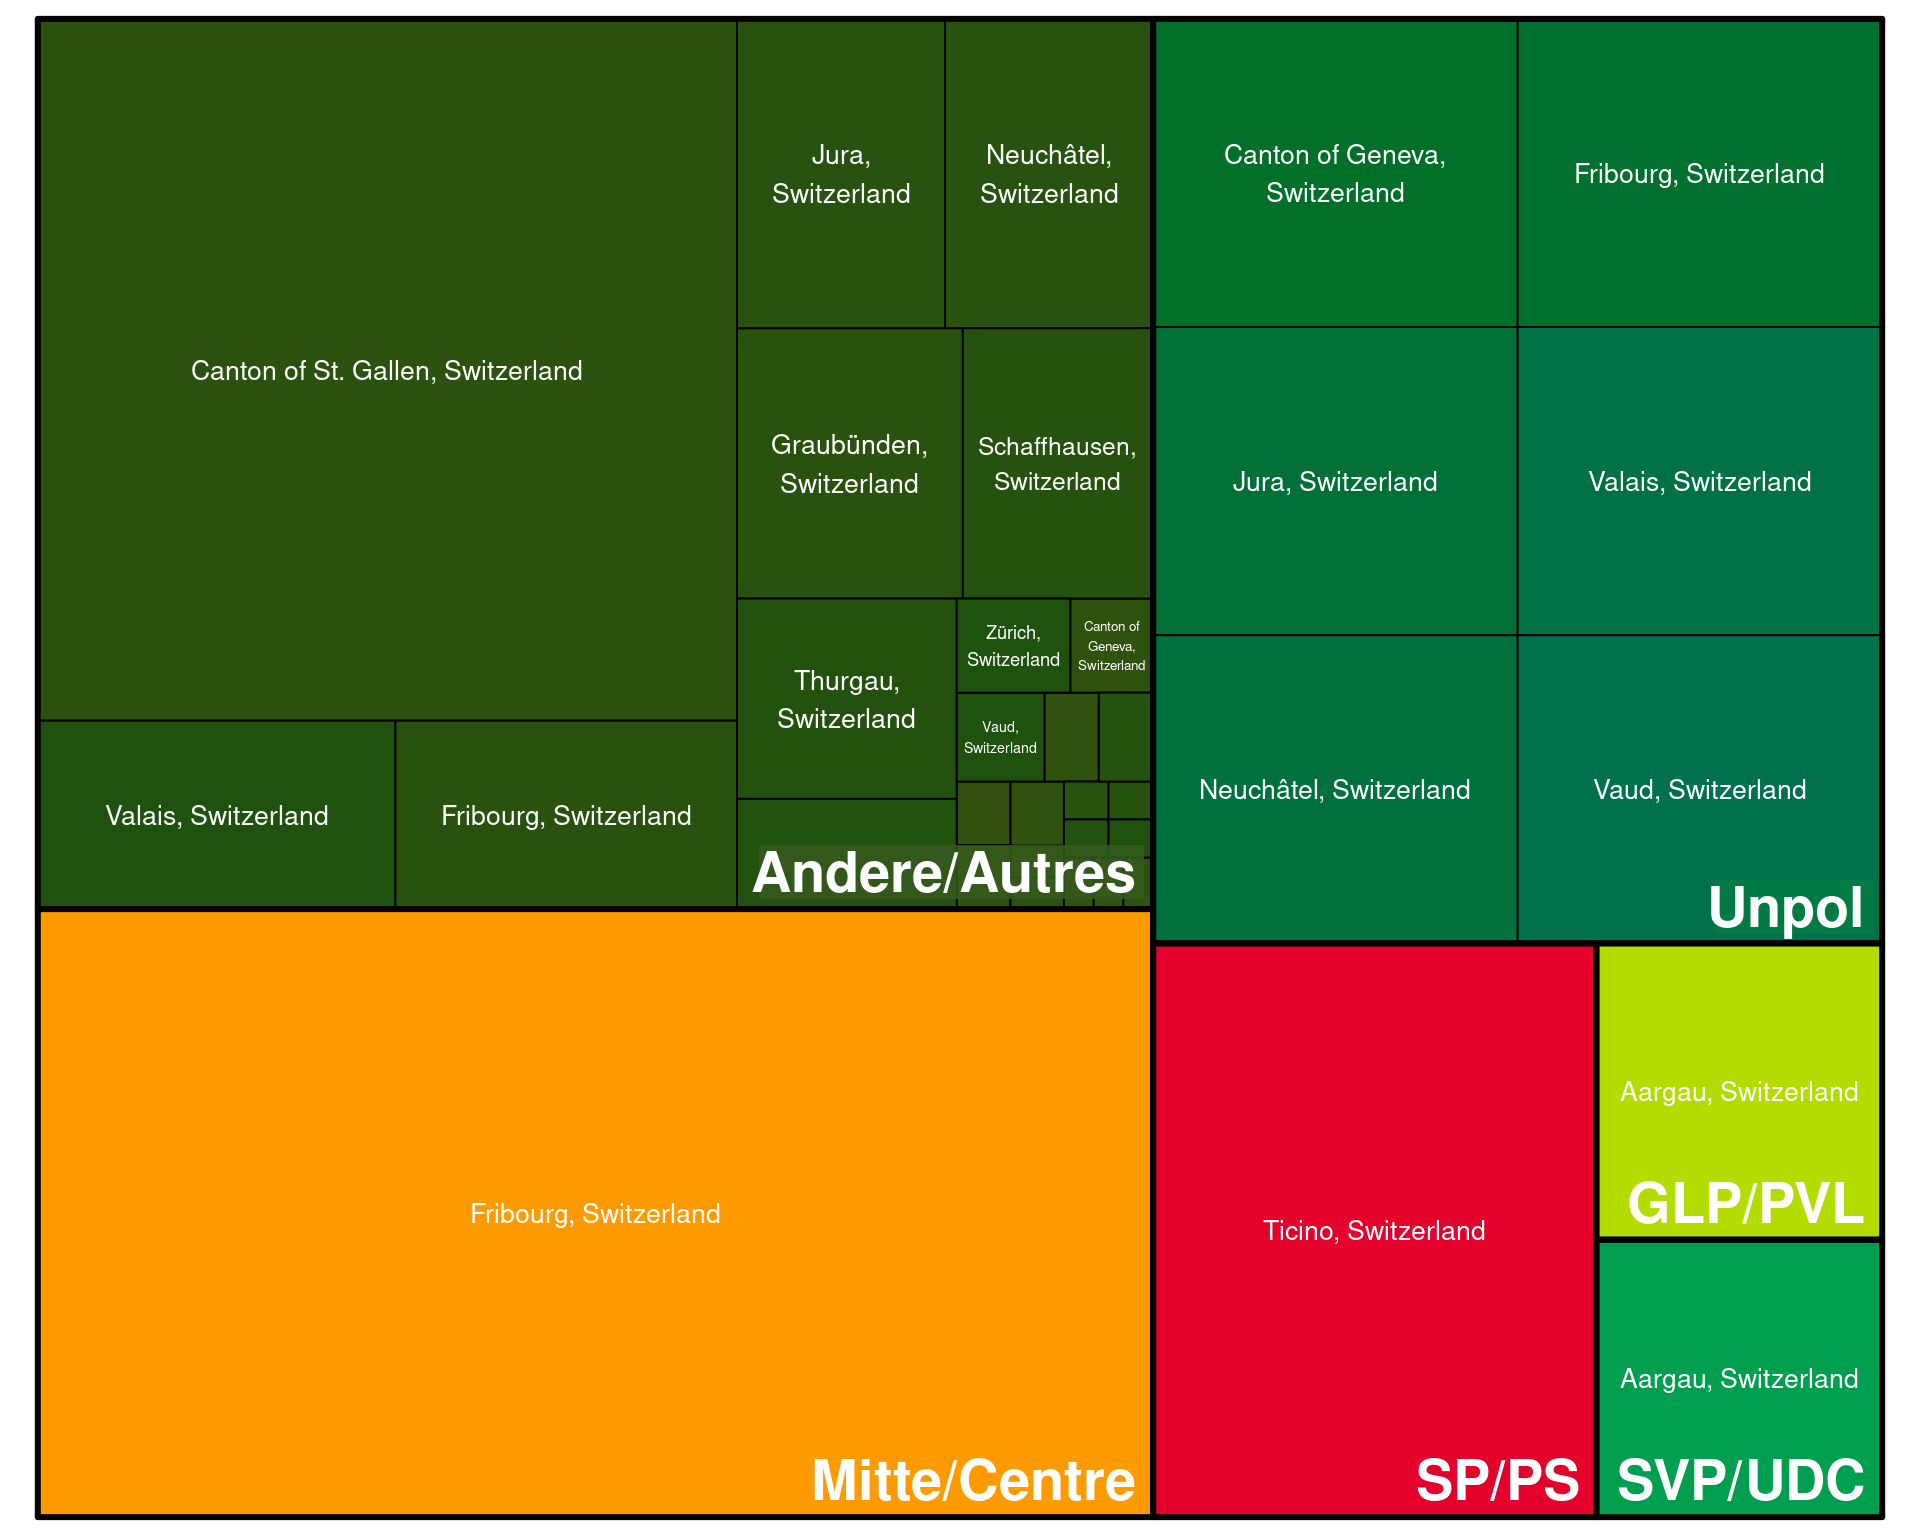 Canton of St. Gallen, Switzerland
Jura,
Switzerland
Neuchâtel,
Switzerland
Graubünden,
Switzerland
Schaffhausen,
Switzerland
Thurgau,
Switzerland
Zürich,
Switzerland
Canton of
Geneva,
Switzerland
Vaud,
Switzerland
Valais, Switzerland
Fribourg, Switzerland
Andere/Autres
Canton of Geneva,
Switzerland
Fribourg, Switzerland
Jura, Switzerland
Valais, Switzerland
Neuchâtel, Switzerland
Vaud, Switzerland
Unpol
Fribourg, Switzerland
Mitte/Centre
Ticino, Switzerland
SP/PS
Aargau, Switzerland
GLP/PVL
Aargau, Switzerland
SVP/UDC